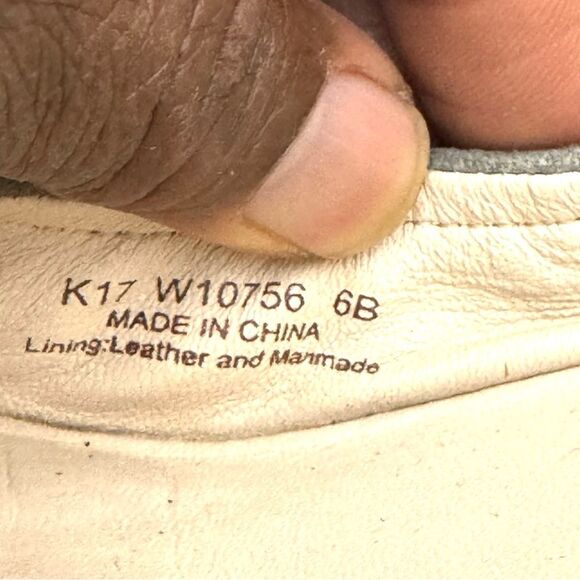 K17 W10756 6B
MADE IN CHINA
Lining:Leather and Manmade